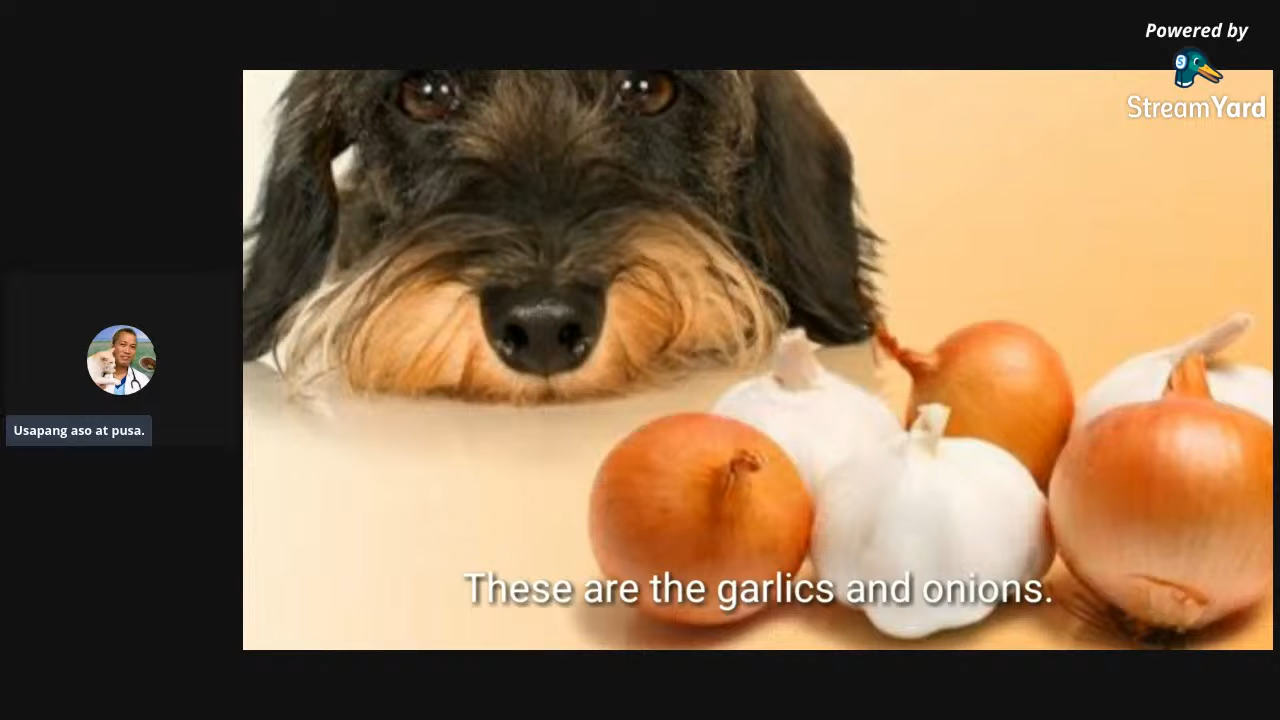 Powered by
StreamYard
Usapang aso at pusa.
These are the garlics and onions.